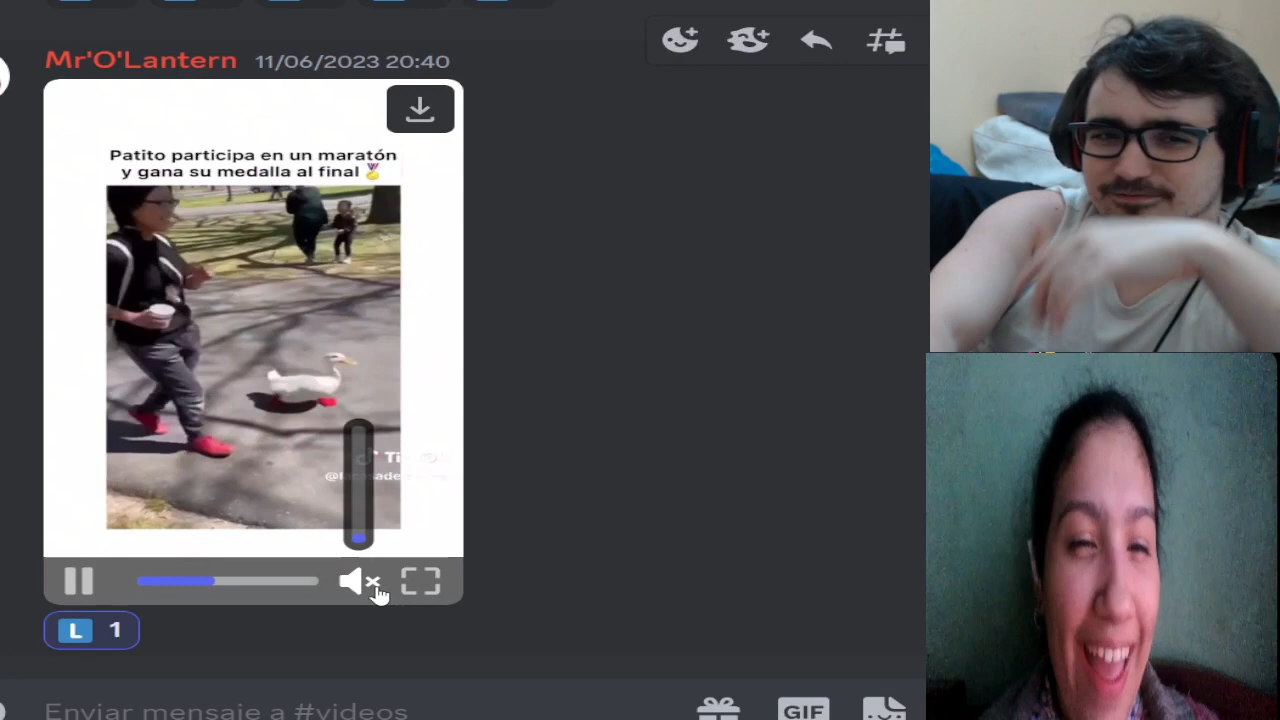 Mr'O'Lantern 11/06/2023 20:40
Patito participa en un maratón
y gana su medalla al final 🏅
L 1
Enviar mensaje a #videos
GIF